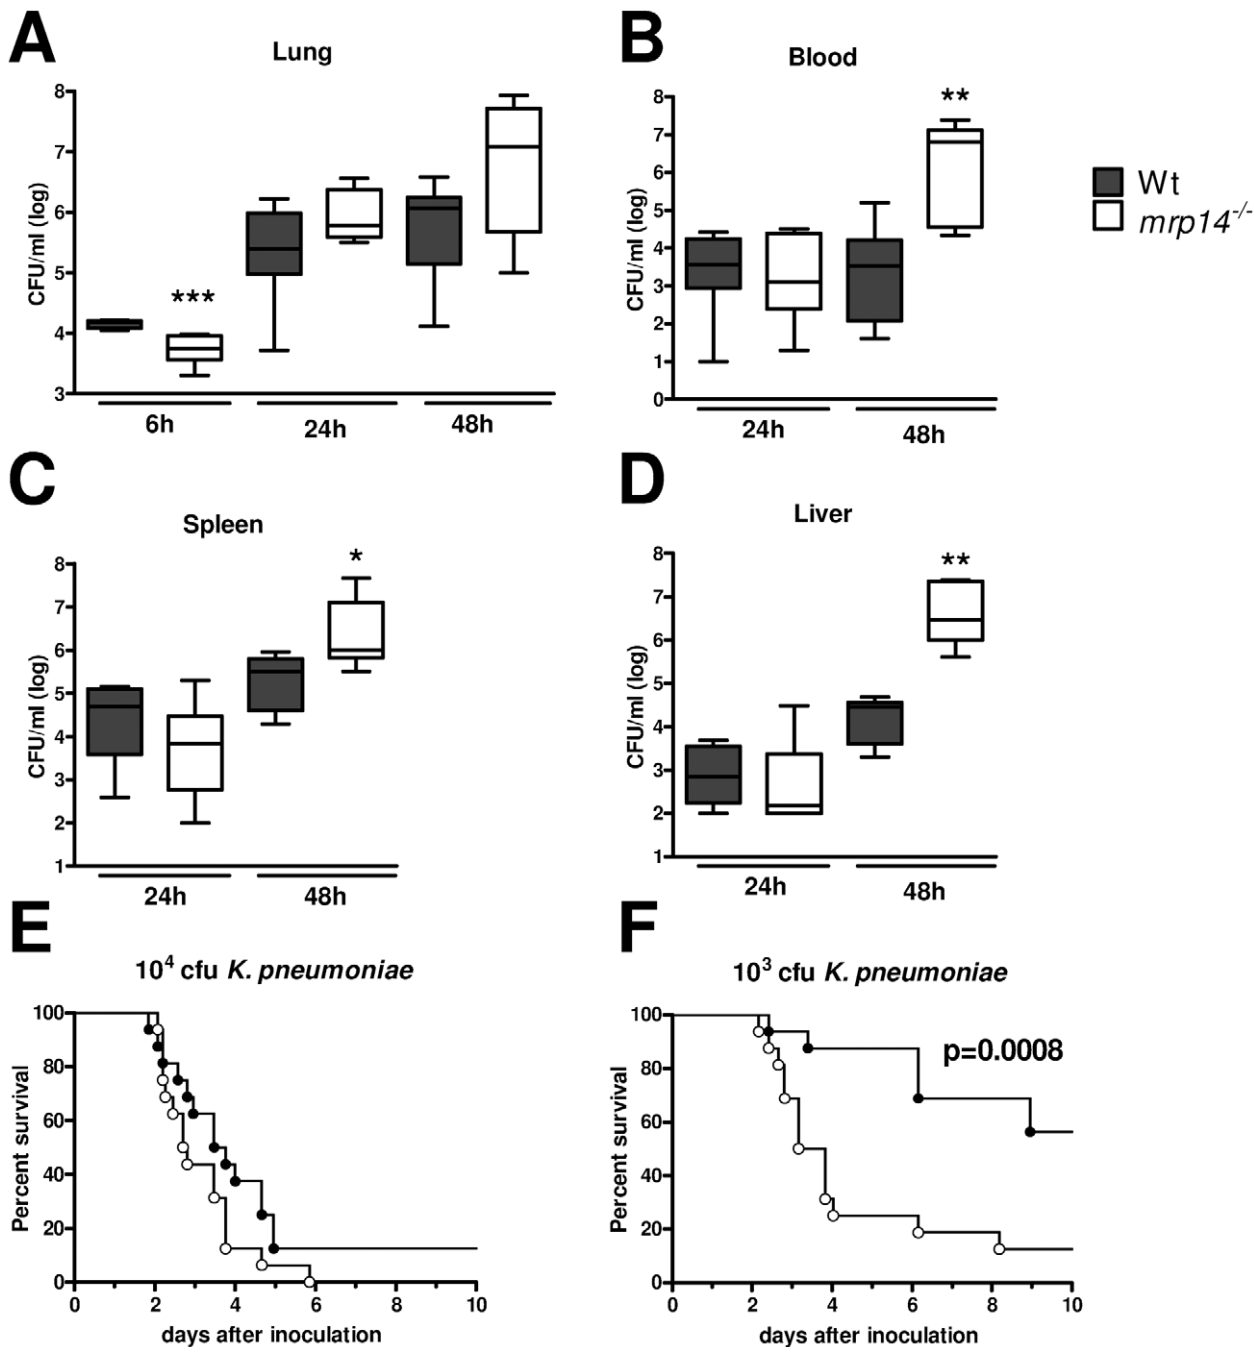 A
Lung
CFU/ml (log)
8
7
6
5
4
3
***
6h
24h
48h
B
Blood
CFU/ml (log)
8
7
6
5
4
3
2
1
0
**
24h
48h
Wt
mrp14-/-
C
Spleen
CFU/ml (log)
8
7
6
5
4
3
2
1
*
24h
48h
D
Liver
CFU/ml (log)
8
7
6
5
4
3
2
1
**
24h
48h
E
10⁴ cfu K. pneumoniae
Percent survival
100
80
60
40
20
0
0 2 4 6 8 10
days after inoculation
F
10³ cfu K. pneumoniae
Percent survival
100
80
60
40
20
0
p=0.0008
0 2 4 6 8 10
days after inoculation